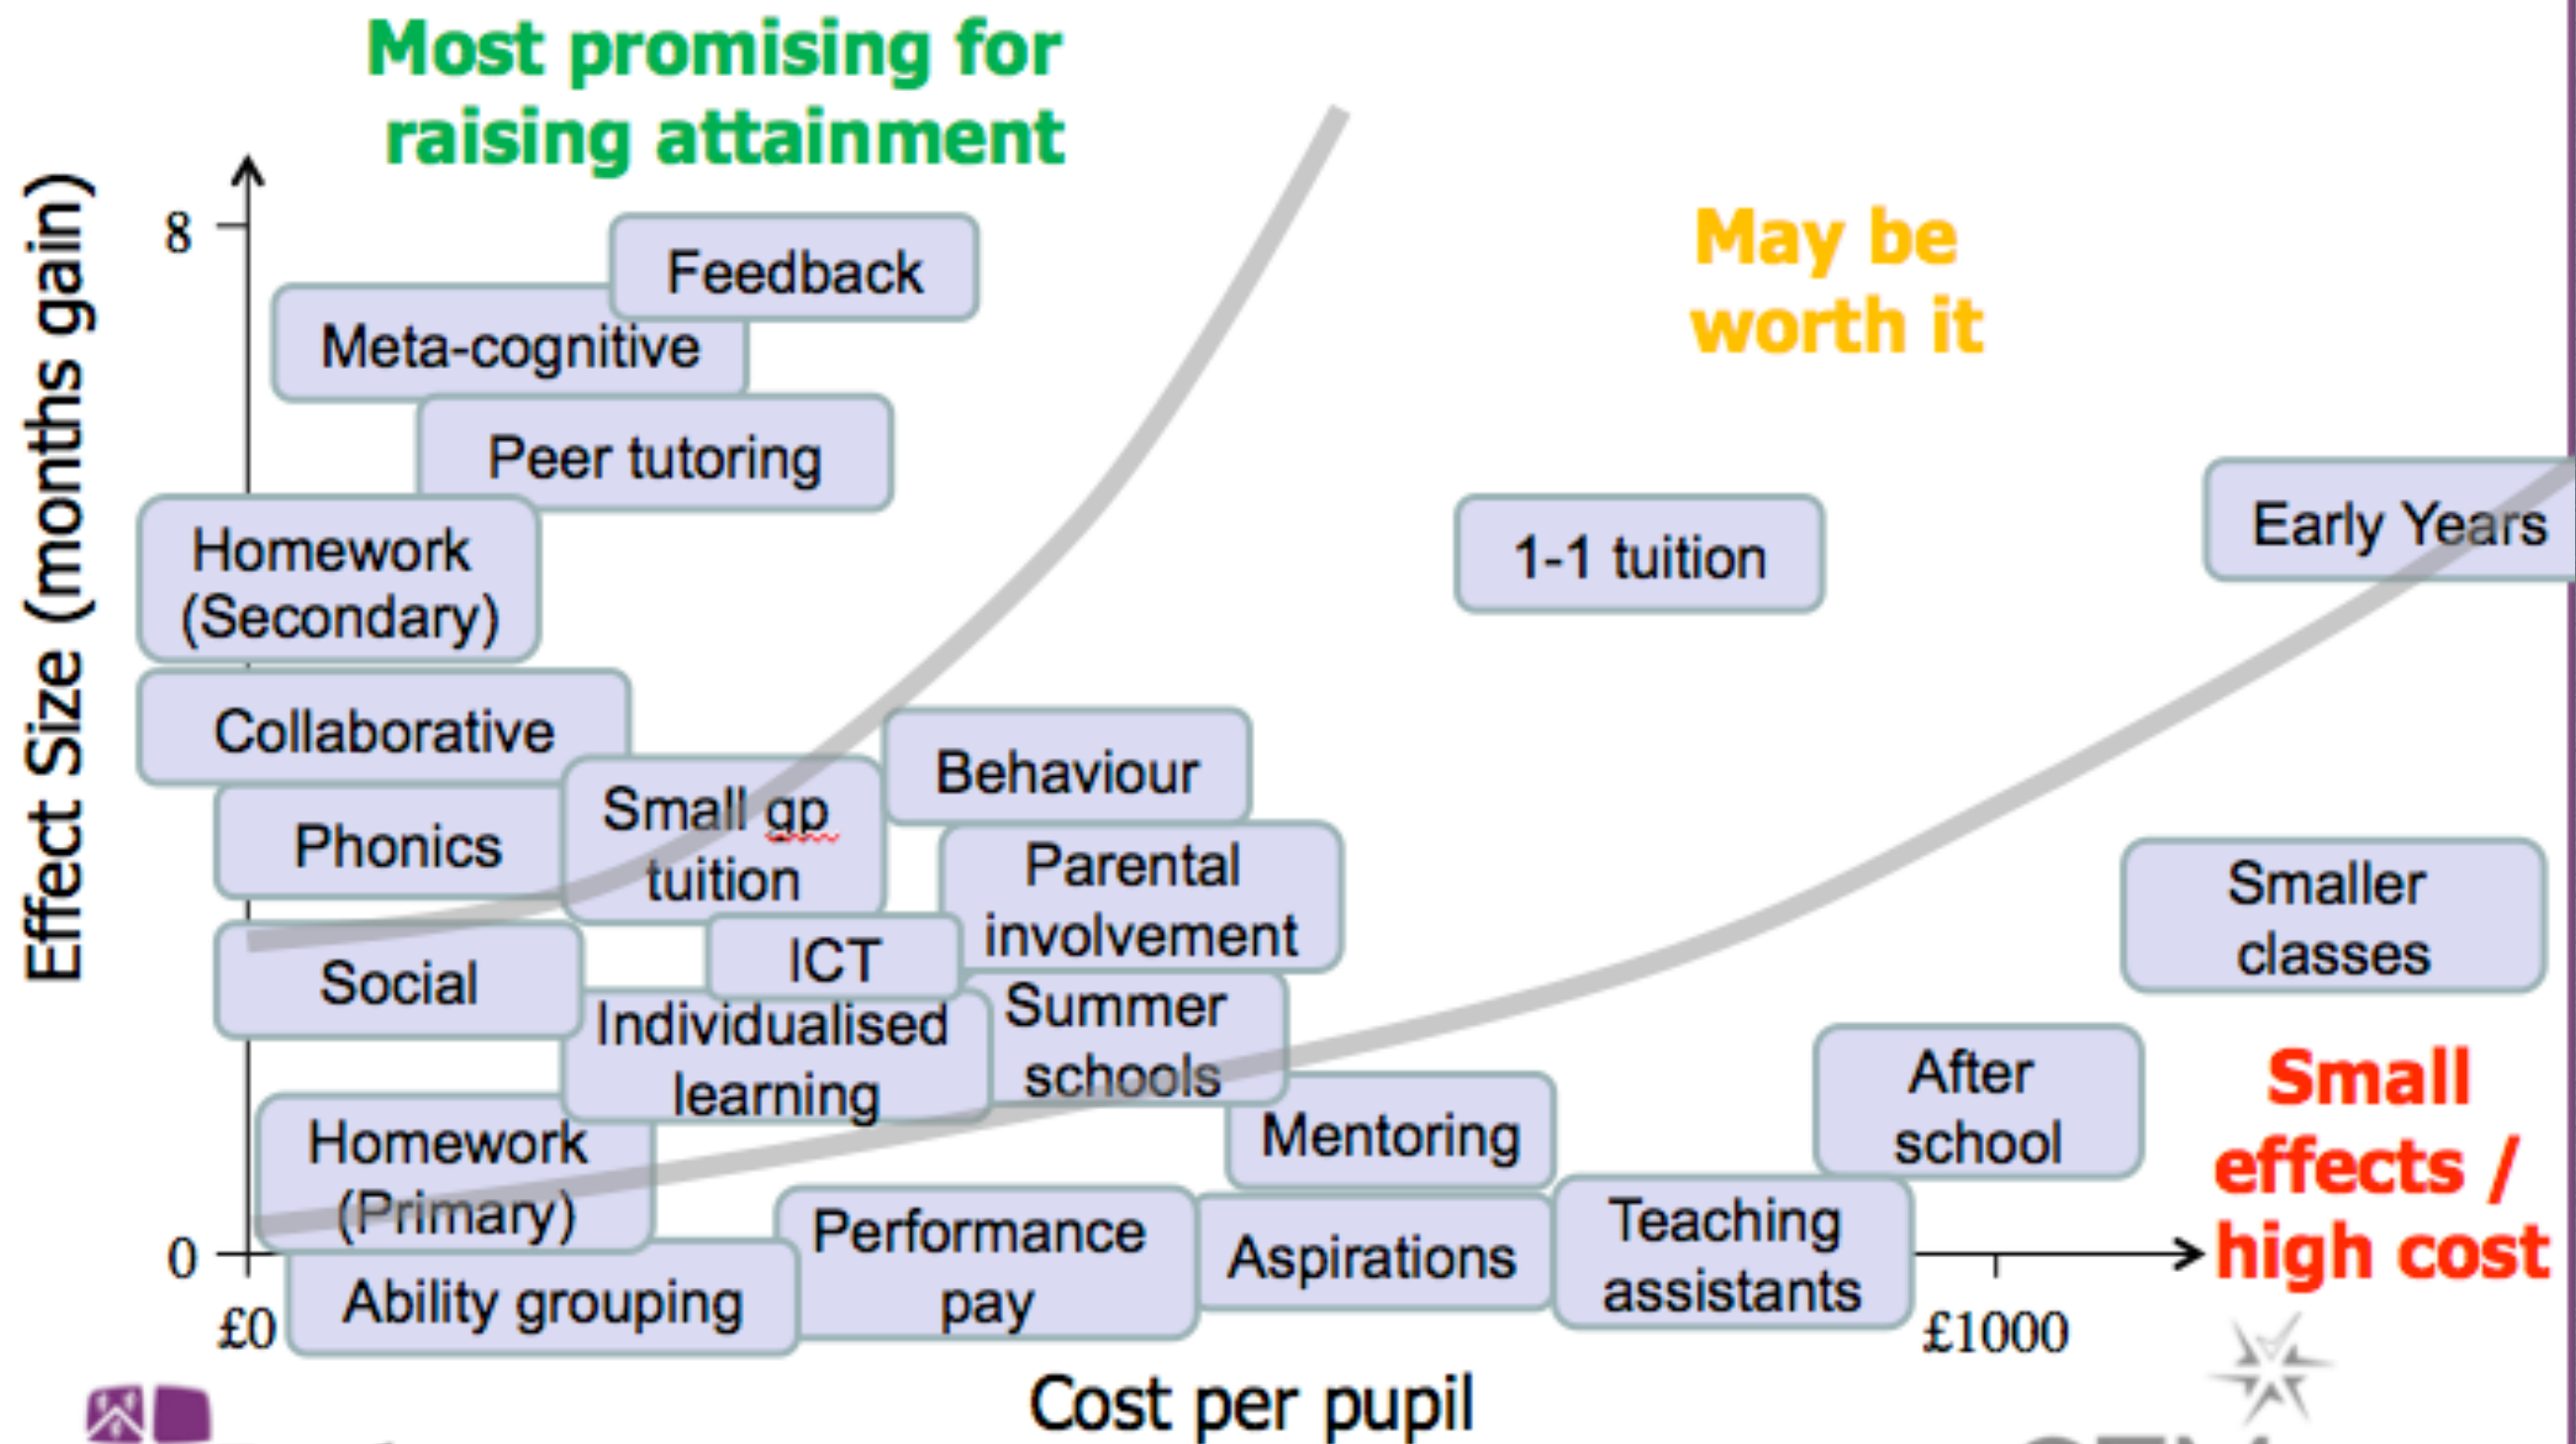 Most promising for
raising attainment
May be
worth it
Small
effects /
high cost
Effect Size (months gain)
8
0
£0
£1000
Cost per pupil
Feedback
Meta-cognitive
Peer tutoring
Homework
(Secondary)
1-1 tuition
Early Years
Collaborative
Behaviour
Small gp
tuition
Phonics
Parental
involvement
Smaller
classes
ICT
Social
Summer
schools
Individualised
learning
After
school
Mentoring
Homework
(Primary)
Performance
pay
Aspirations
Teaching
assistants
Ability grouping